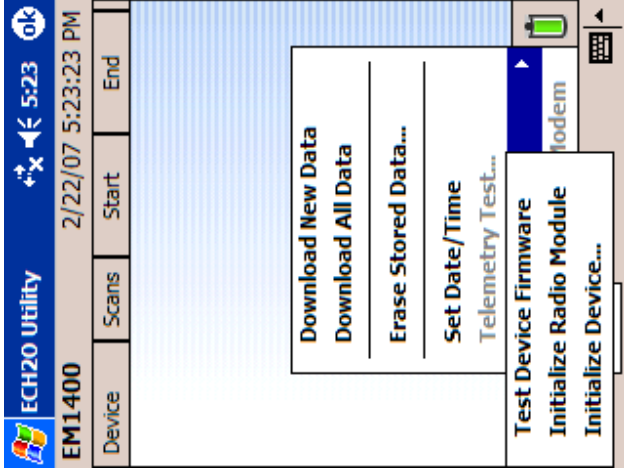 ECH2O Utility 5:23 ok
EM1400 2/22/07 5:23:23 PM
Device Scans Start End
Download New Data
Download All Data
Erase Stored Data...
Set Date/Time
Telemetry Test...
Test Device Firmware
Initialize Radio Module
Initialize Device...